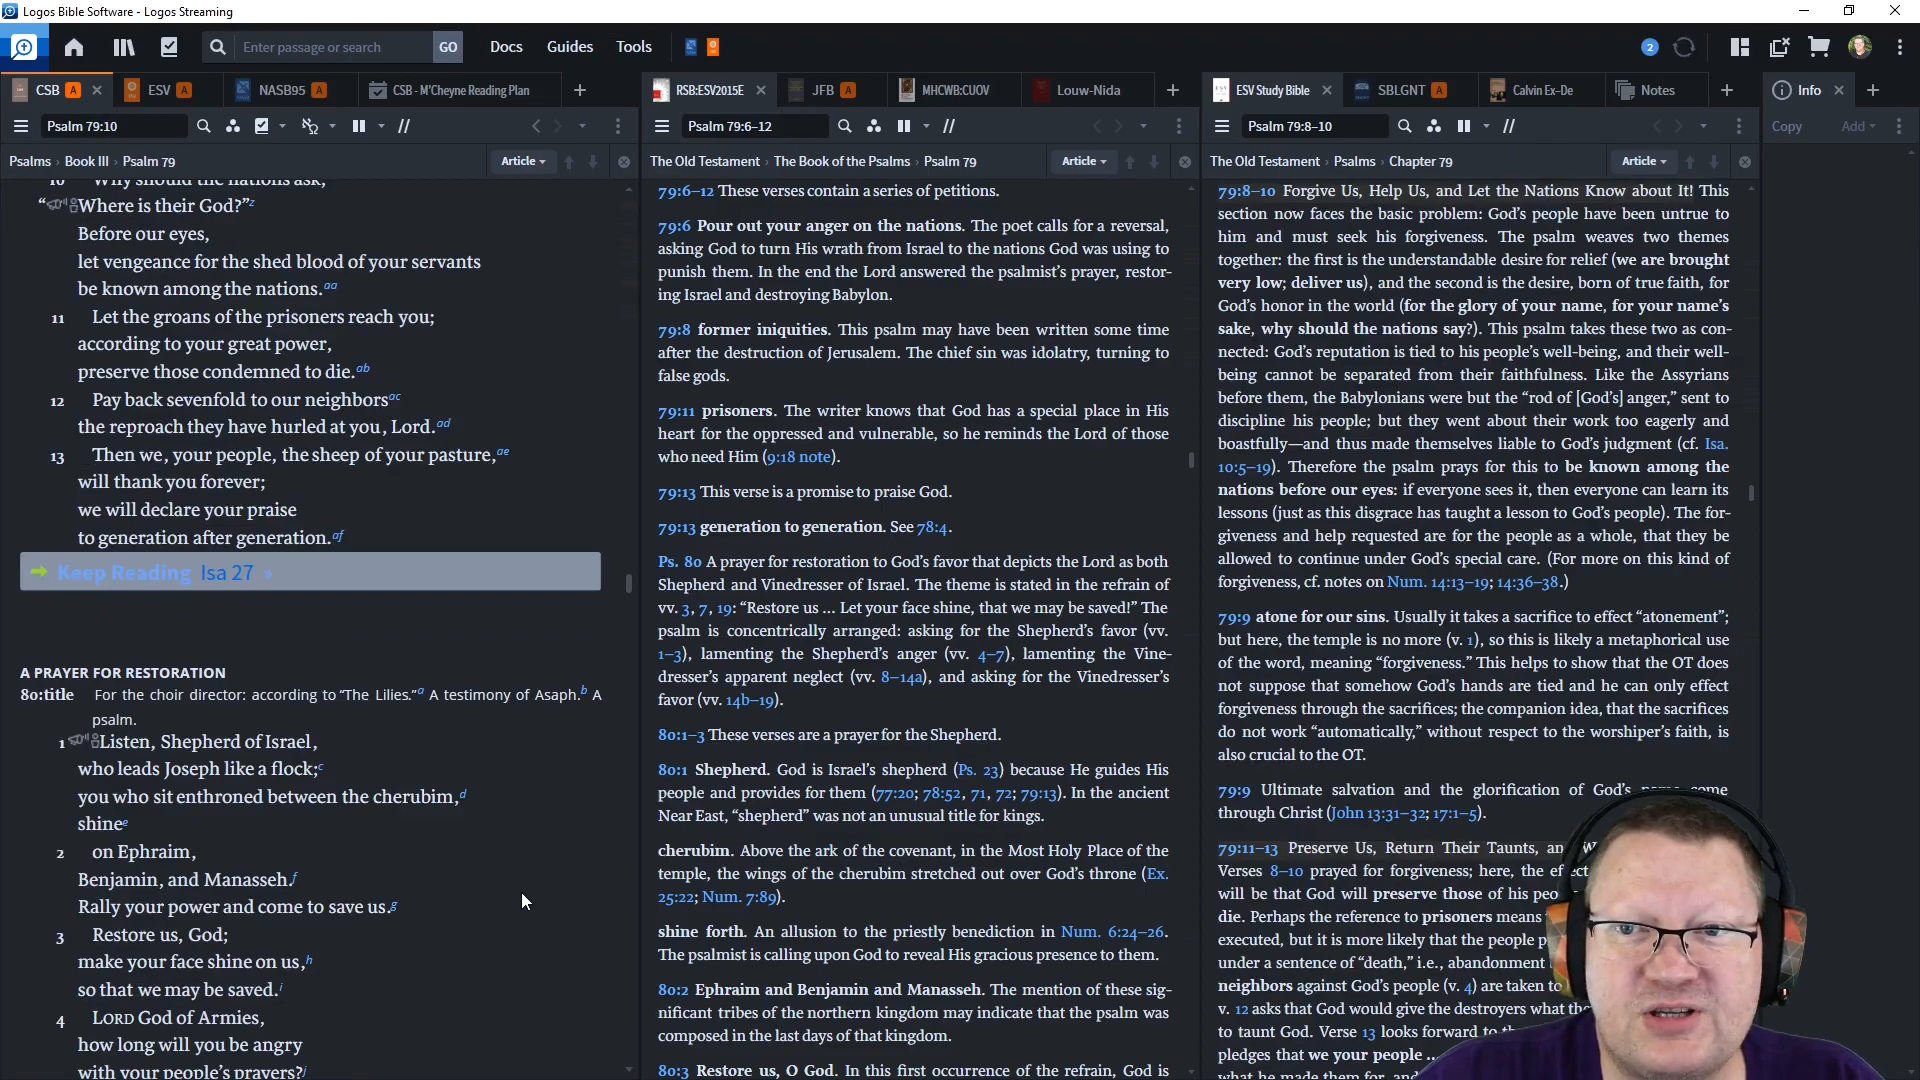 Logos Bible Software - Logos Streaming
Enter passage or search GO Docs Guides Tools 2
CSB A ESV A NASB95 A CSB - M'Cheyne Reading Plan
Psalm 79:10
Psalms › Book III › Psalm 79 Article
10 Why should the nations ask,
“Where is their God?”z
Before our eyes,
let vengeance for the shed blood of your servants
be known among the nations.aa
11 Let the groans of the prisoners reach you;
according to your great power,
preserve those condemned to die.ab
12 Pay back sevenfold to our neighborsac
the reproach they have hurled at you, Lord.ad
13 Then we, your people, the sheep of your pasture,ae
will thank you forever;
we will declare your praise
to generation after generation.af
Keep Reading Isa 27 »
A PRAYER FOR RESTORATION
80:title For the choir director: according to “The Lilies.”a A testimony of Asaph.b A
psalm.
1 Listen, Shepherd of Israel,
who leads Joseph like a flock;c
you who sit enthroned between the cherubim,d
shinee
2 on Ephraim,
Benjamin, and Manasseh.f
Rally your power and come to save us.g
3 Restore us, God;
make your face shine on us,h
so that we may be saved.i
4 LORD God of Armies,
how long will you be angry
with your people’s prayers?j
RSB:ESV2015E JFB A MHCWB:CUOV Louw-Nida
Psalm 79:6–12
The Old Testament › The Book of the Psalms › Psalm 79 Article
79:6–12 These verses contain a series of petitions.
79:6 Pour out your anger on the nations. The poet calls for a reversal,
asking God to turn His wrath from Israel to the nations God was using to
punish them. In the end the Lord answered the psalmist’s prayer, restor-
ing Israel and destroying Babylon.
79:8 former iniquities. This psalm may have been written some time
after the destruction of Jerusalem. The chief sin was idolatry, turning to
false gods.
79:11 prisoners. The writer knows that God has a special place in His
heart for the oppressed and vulnerable, so he reminds the Lord of those
who need Him (9:18 note).
79:13 This verse is a promise to praise God.
79:13 generation to generation. See 78:4.
Ps. 80 A prayer for restoration to God’s favor that depicts the Lord as both
Shepherd and Vinedresser of Israel. The theme is stated in the refrain of
vv. 3, 7, 19: “Restore us ... Let your face shine, that we may be saved!” The
psalm is concentrically arranged: asking for the Shepherd’s favor (vv.
1–3), lamenting the Shepherd’s anger (vv. 4–7), lamenting the Vine-
dresser’s apparent neglect (vv. 8–14a), and asking for the Vinedresser’s
favor (vv. 14b–19).
80:1–3 These verses are a prayer for the Shepherd.
80:1 Shepherd. God is Israel’s shepherd (Ps. 23) because He guides His
people and provides for them (77:20; 78:52, 71, 72; 79:13). In the ancient
Near East, “shepherd” was not an unusual title for kings.
cherubim. Above the ark of the covenant, in the Most Holy Place of the
temple, the wings of the cherubim stretched out over God’s throne (Ex.
25:22; Num. 7:89).
shine forth. An allusion to the priestly benediction in Num. 6:24–26.
The psalmist is calling upon God to reveal His gracious presence to them.
80:2 Ephraim and Benjamin and Manasseh. The mention of these sig-
nificant tribes of the northern kingdom may indicate that the psalm was
composed in the last days of that kingdom.
80:3 Restore us, O God. In this first occurrence of the refrain, God is
ESV Study Bible SBLGNT A Calvin Ex–De Notes
Psalm 79:8–10
The Old Testament › Psalms › Chapter 79 Article
79:8–10 Forgive Us, Help Us, and Let the Nations Know about It! This
section now faces the basic problem: God’s people have been untrue to
him and must seek his forgiveness. The psalm weaves two themes
together: the first is the understandable desire for relief (we are brought
very low; deliver us), and the second is the desire, born of true faith, for
God’s honor in the world (for the glory of your name, for your name’s
sake, why should the nations say?). This psalm takes these two as con-
nected: God’s reputation is tied to his people’s well-being, and their well-
being cannot be separated from their faithfulness. Like the Assyrians
before them, the Babylonians were but the “rod of [God’s] anger,” sent to
discipline his people; but they went about their work too eagerly and
boastfully—and thus made themselves liable to God’s judgment (cf. Isa.
10:5–19). Therefore the psalm prays for this to be known among the
nations before our eyes: if everyone sees it, then everyone can learn its
lessons (just as this disgrace has taught a lesson to God’s people). The for-
giveness and help requested are for the people as a whole, that they be
allowed to continue under God’s special care. (For more on this kind of
forgiveness, cf. notes on Num. 14:13–19; 14:36–38.)
79:9 atone for our sins. Usually it takes a sacrifice to effect “atonement”;
but here, the temple is no more (v. 1), so this is likely a metaphorical use
of the word, meaning “forgiveness.” This helps to show that the OT does
not suppose that somehow God’s hands are tied and he can only effect
forgiveness through the sacrifices; the companion idea, that the sacrifices
do not work “automatically,” without respect to the worshiper’s faith, is
also crucial to the OT.
79:9 Ultimate salvation and the glorification of God’s name come
through Christ (John 13:31–32; 17:1–5).
79:11–13 Preserve Us, Return Their Taunts,
Verses 8–10 prayed for forgiveness; here, the
will be that God will preserve those of his
die. Perhaps the reference to prisoners means
executed, but it is more likely that the people
under a sentence of “death,” i.e., abandonment
neighbors against God’s people (v. 4) are taken to
v. 12 asks that God would give the destroyers what
to taunt God. Verse 13 looks forward to
pledges that we your people ...
what he made them for, and
Info
Copy Add